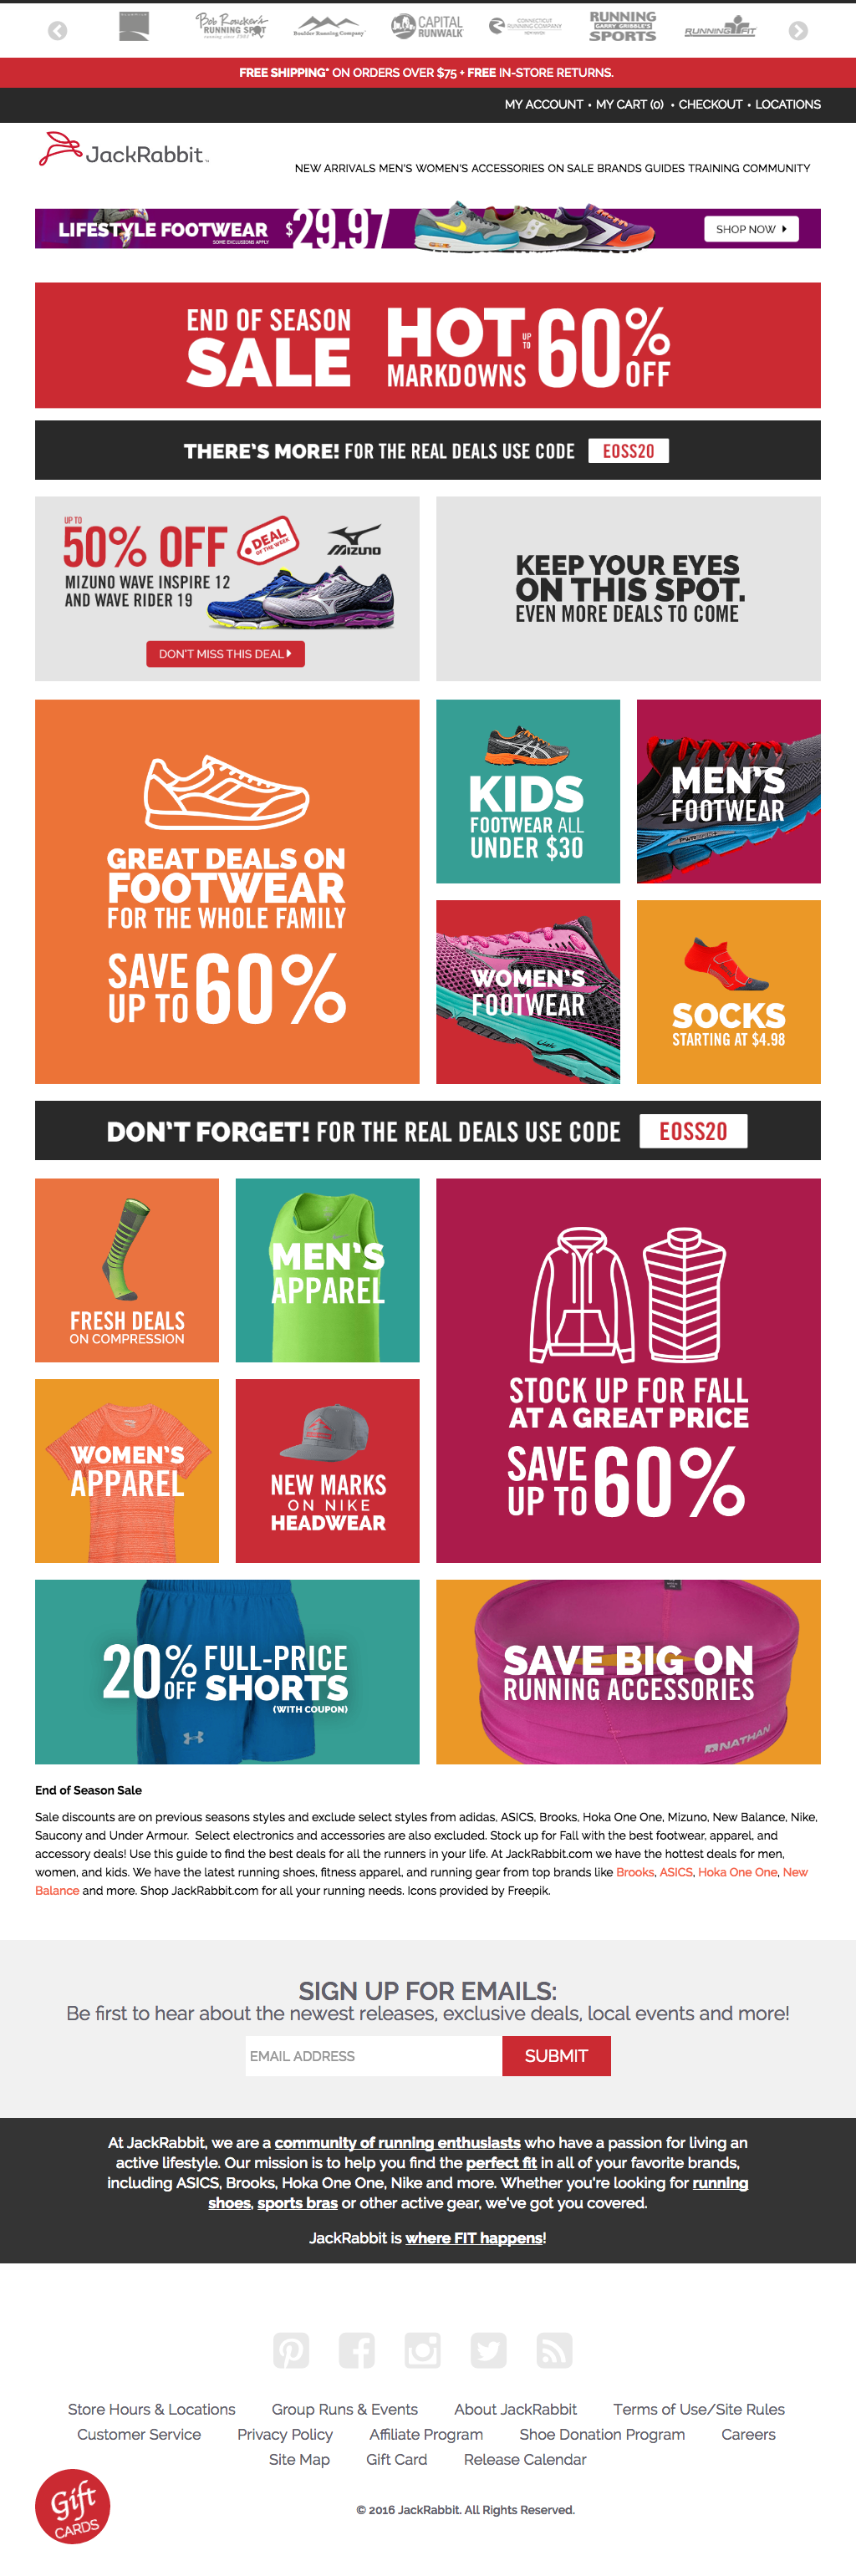 Bob Roncker's
RUNNING SPOT
Boulder Running Company
CAPITAL
RUNWALK
CONNECTICUT
RUNNING COMPANY
RUNNING
GARRY GRIBBLE'S
SPORTS
RUNNING FIT
FREE SHIPPING* ON ORDERS OVER $75 + FREE IN-STORE RETURNS.
MY ACCOUNT • MY CART (0) • CHECKOUT • LOCATIONS
JackRabbit
NEW ARRIVALS MEN'S WOMEN'S ACCESSORIES ON SALE BRANDS GUIDES TRAINING COMMUNITY
LIFESTYLE FOOTWEAR $29.97
SOME EXCLUSIONS APPLY
SHOP NOW
END OF SEASON
SALE
HOT
MARKDOWNS
UP TO
60% OFF
THERE'S MORE! FOR THE REAL DEALS USE CODE EOSS20
UP TO
50% OFF
DEAL
OF THE WEEK
MIZUNO
MIZUNO WAVE INSPIRE 12
AND WAVE RIDER 19
DON'T MISS THIS DEAL
KEEP YOUR EYES
ON THIS SPOT.
EVEN MORE DEALS TO COME
GREAT DEALS ON
FOOTWEAR
FOR THE WHOLE FAMILY
SAVE
UP TO 60%
KIDS
FOOTWEAR ALL
UNDER $30
MEN'S
FOOTWEAR
WOMEN'S
FOOTWEAR
SOCKS
STARTING AT $4.98
DON'T FORGET! FOR THE REAL DEALS USE CODE EOSS20
FRESH DEALS
ON COMPRESSION
MEN'S
APPAREL
WOMEN'S
APPAREL
NEW MARKS
ON NIKE
HEADWEAR
STOCK UP FOR FALL
AT A GREAT PRICE
SAVE
UP TO 60%
20% OFF FULL-PRICE
SHORTS
(WITH COUPON)
SAVE BIG ON
RUNNING ACCESSORIES
NATHAN
End of Season Sale
Sale discounts are on previous seasons styles and exclude select styles from adidas, ASICS, Brooks, Hoka One One, Mizuno, New Balance, Nike,
Saucony and Under Armour. Select electronics and accessories are also excluded. Stock up for Fall with the best footwear, apparel, and
accessory deals! Use this guide to find the best deals for all the runners in your life. At JackRabbit.com we have the hottest deals for men,
women, and kids. We have the latest running shoes, fitness apparel, and running gear from top brands like Brooks, ASICS, Hoka One One, New
Balance and more. Shop JackRabbit.com for all your running needs. Icons provided by Freepik.
SIGN UP FOR EMAILS:
Be first to hear about the newest releases, exclusive deals, local events and more!
EMAIL ADDRESS
SUBMIT
At JackRabbit, we are a community of running enthusiasts who have a passion for living an
active lifestyle. Our mission is to help you find the perfect fit in all of your favorite brands,
including ASICS, Brooks, Hoka One One, Nike and more. Whether you're looking for running
shoes, sports bras or other active gear, we've got you covered.
JackRabbit is where FIT happens!
Store Hours & Locations Group Runs & Events About JackRabbit Terms of Use/Site Rules
Customer Service Privacy Policy Affiliate Program Shoe Donation Program Careers
Site Map Gift Card Release Calendar
Gift
CARDS
© 2016 JackRabbit. All Rights Reserved.